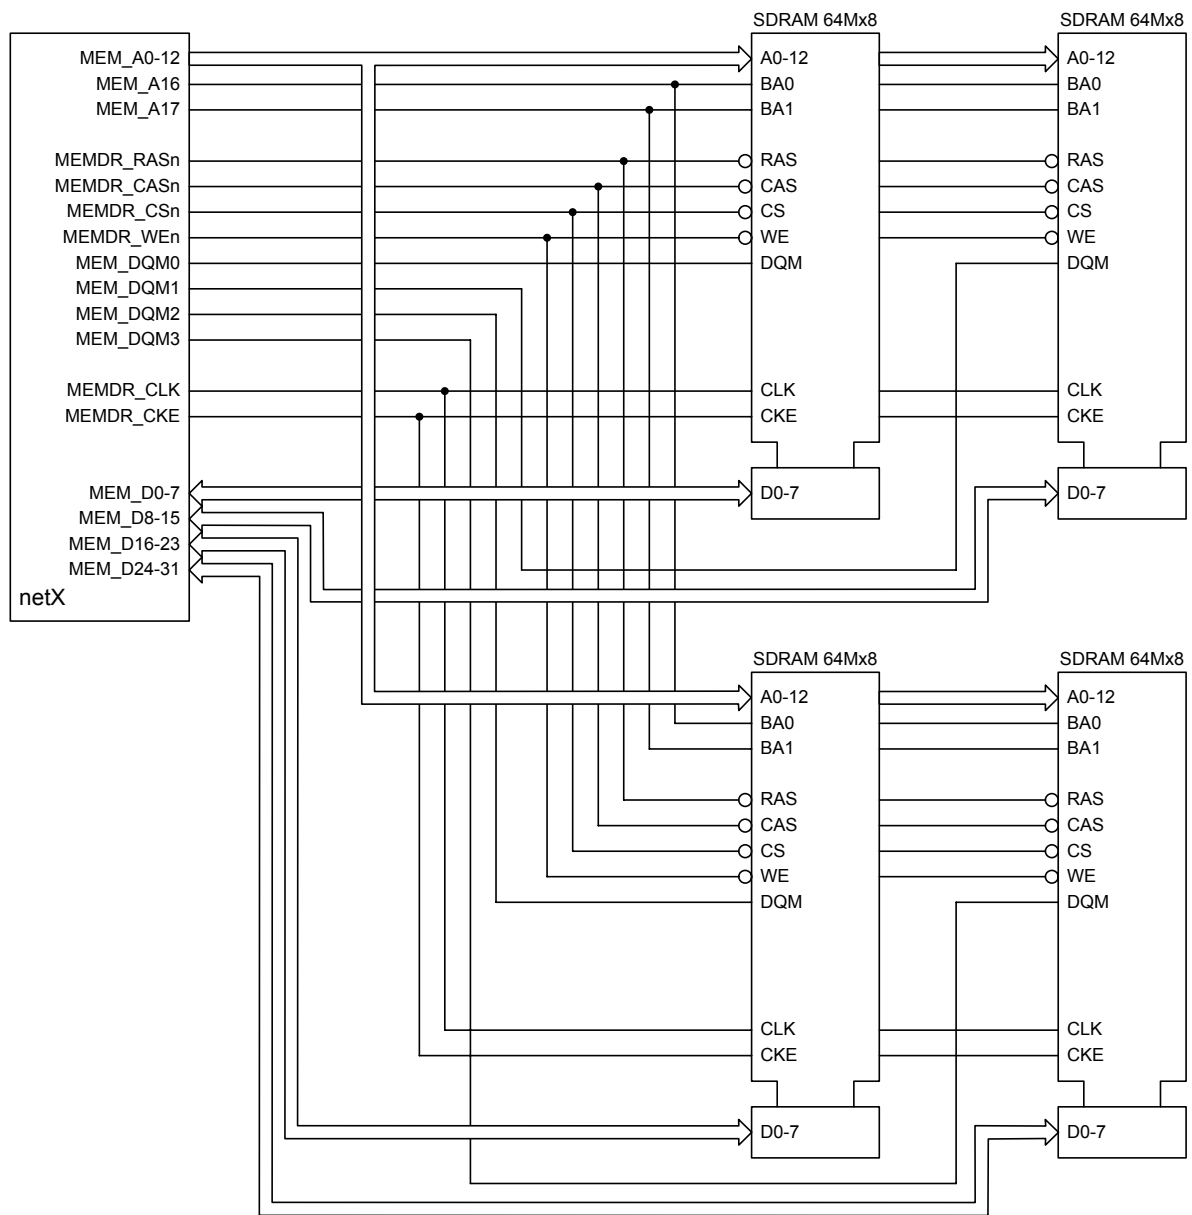 SDRAM 64Mx8
SDRAM 64Mx8
MEM_A0-12
MEM_A16
MEM_A17
MEMDR_RASn
MEMDR_CASn
MEMDR_CSn
MEMDR_WEn
MEM_DQM0
MEM_DQM1
MEM_DQM2
MEM_DQM3
MEMDR_CLK
MEMDR_CKE
MEM_D0-7
MEM_D8-15
MEM_D16-23
MEM_D24-31
netX
A0-12
BA0
BA1
RAS
CAS
CS
WE
DQM
CLK
CKE
D0-7
A0-12
BA0
BA1
RAS
CAS
CS
WE
DQM
CLK
CKE
D0-7
SDRAM 64Mx8
SDRAM 64Mx8
A0-12
BA0
BA1
RAS
CAS
CS
WE
DQM
CLK
CKE
D0-7
A0-12
BA0
BA1
RAS
CAS
CS
WE
DQM
CLK
CKE
D0-7